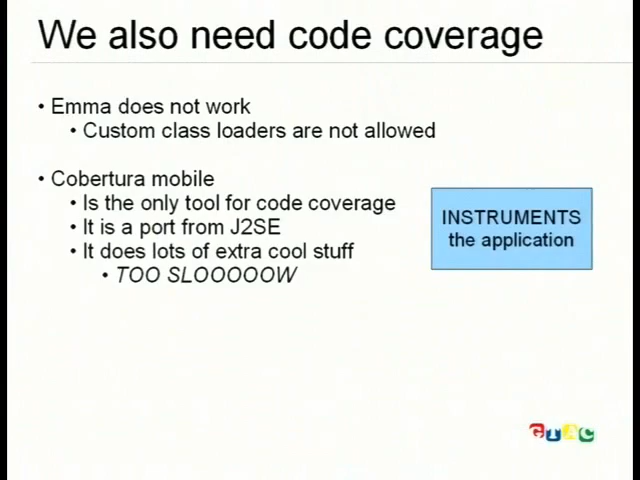 We also need code coverage
• Emma does not work
• Custom class loaders are not allowed
• Cobertura mobile
• Is the only tool for code coverage
• It is a port from J2SE
• It does lots of extra cool stuff
• TOO SLOOOOOW
INSTRUMENTS
the application
GTAC